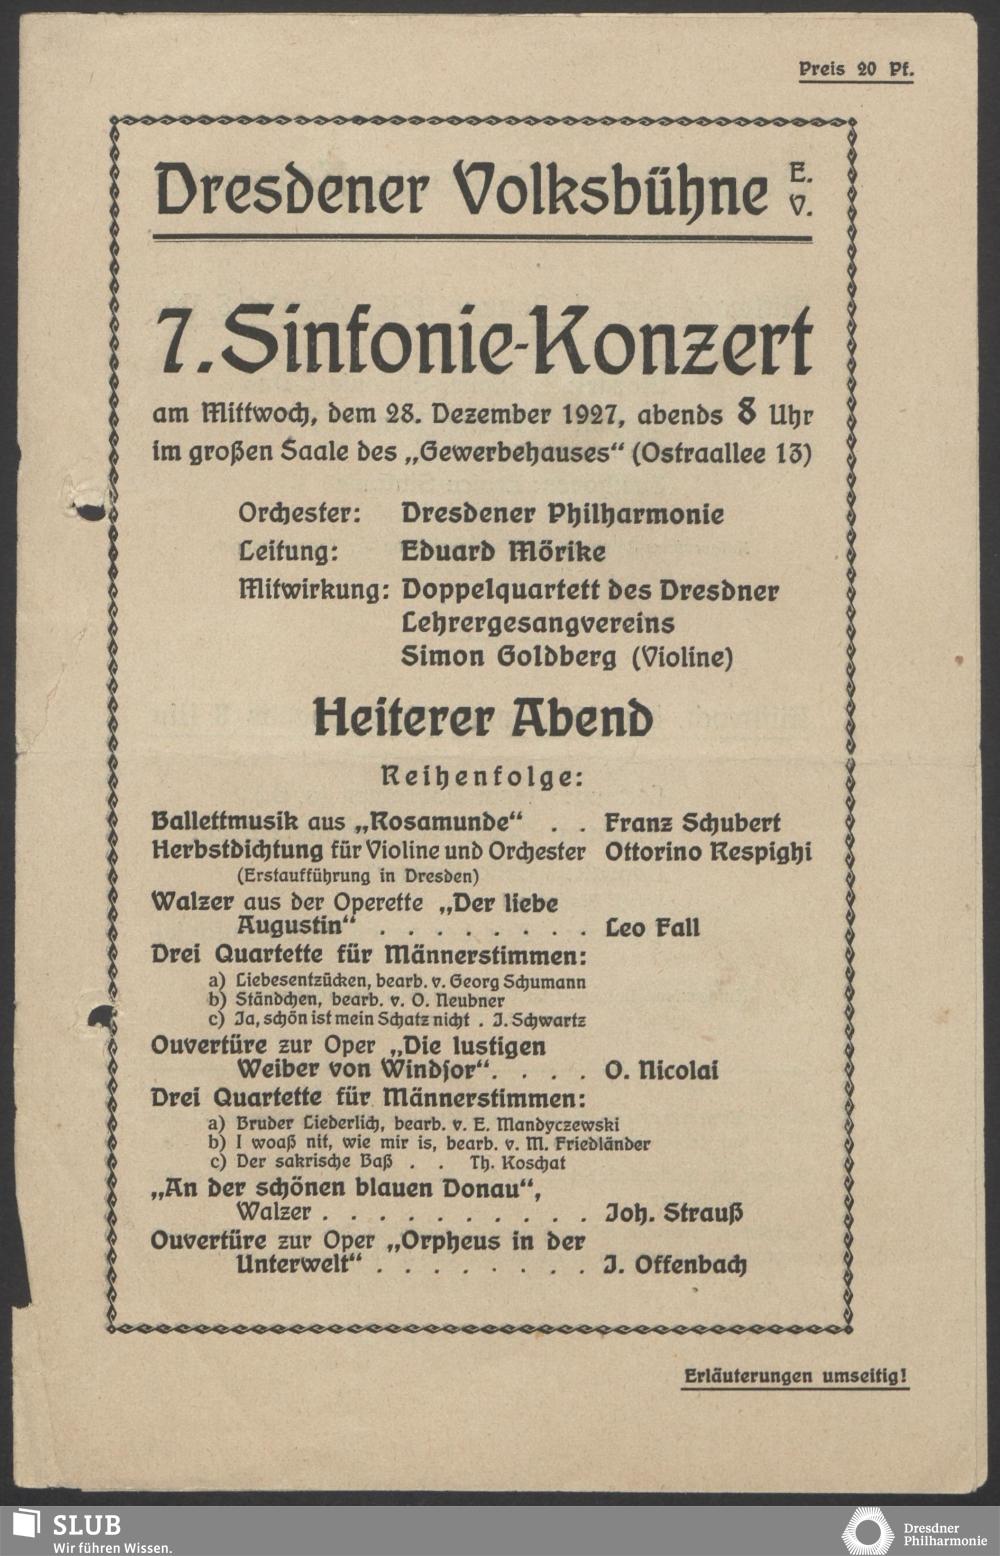 Preis 20 Pf.
Dresdener Volksbühne E. V.
7. Sinfonie-Konzert
am Mittwoch, dem 28. Dezember 1927, abends 8 Uhr
im großen Saale des „Gewerbehauses“ (Ostraallee 13)
Orchester: Dresdener Philharmonie
Leitung: Eduard Mörike
Mitwirkung: Doppelquartett des Dresdner
Lehrergesangvereins
Simon Goldberg (Violine)
Heiterer Abend
Reihenfolge:
Ballettmusik aus „Rosamunde“ . . Franz Schubert
Herbstdichtung für Violine und Orchester Ottorino Respighi
(Erstaufführung in Dresden)
Walzer aus der Operette „Der liebe
Augustin“ . . . . . . . . Leo Fall
Drei Quartette für Männerstimmen:
a) Liebesentzücken, bearb. v. Georg Schumann
b) Ständchen, bearb. v. O. Neubner
c) Ja, schön ist mein Schatz nicht . J. Schwartz
Ouvertüre zur Oper „Die lustigen
Weiber von Windsor“. . . . O. Nicolai
Drei Quartette für Männerstimmen:
a) Bruder Liederlich, bearb. v. E. Mandyczewski
b) I woaß nit, wie mir is, bearb. v. M. Friedländer
c) Der sakrische Baß . . Th. Koschat
„An der schönen blauen Donau“,
Walzer . . . . . . . . . . Joh. Strauß
Ouvertüre zur Oper „Orpheus in der
Unterwelt“ . . . . . . . . J. Offenbach
Erläuterungen umseitig!
SLUB
Wir führen Wissen.
Dresdner
Philharmonie